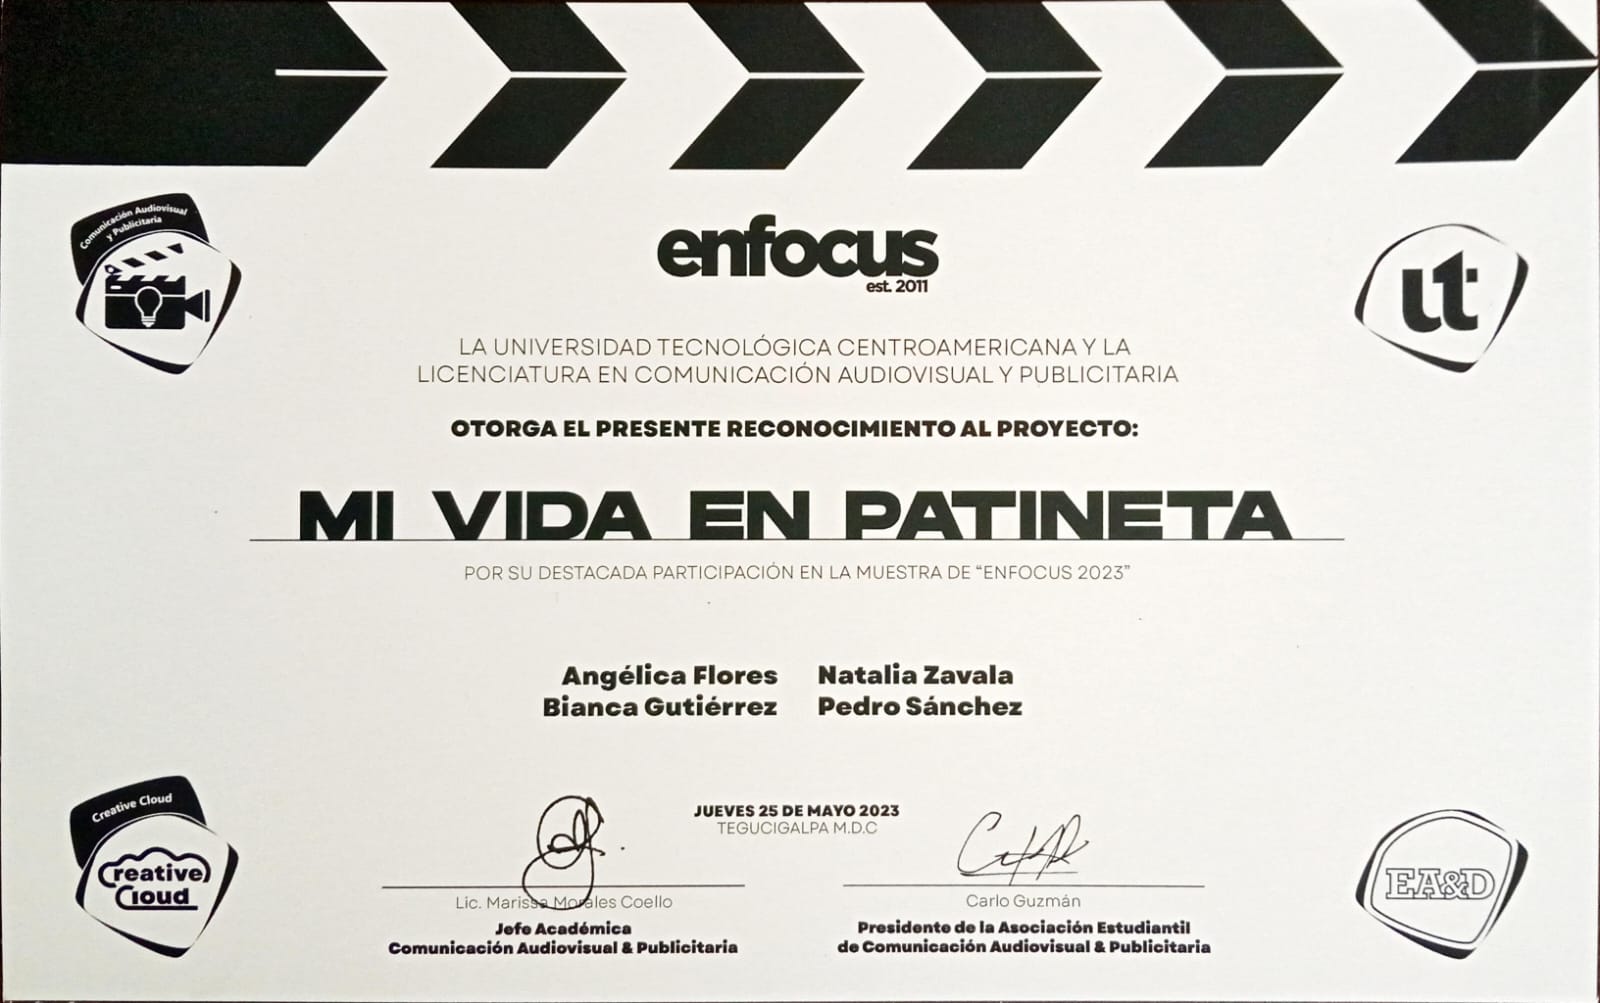 Comunicación Audiovisual
y Publicitaria
enfocus
est. 2011
ut
LA UNIVERSIDAD TECNOLÓGICA CENTROAMERICANA Y LA
LICENCIATURA EN COMUNICACIÓN AUDIOVISUAL Y PUBLICITARIA
OTORGA EL PRESENTE RECONOCIMIENTO AL PROYECTO:
MI VIDA EN PATINETA
POR SU DESTACADA PARTICIPACIÓN EN LA MUESTRA DE “ENFOCUS 2023”
Angélica Flores Natalia Zavala
Bianca Gutiérrez Pedro Sánchez
Creative Cloud
Creative
Cloud
JUEVES 25 DE MAYO 2023
TEGUCIGALPA M.D.C
EA&D
Lic. Marissa Morales Coello
Jefe Académica
Comunicación Audiovisual & Publicitaria
Carlo Guzmán
Presidente de la Asociación Estudiantil
de Comunicación Audiovisual & Publicitaria